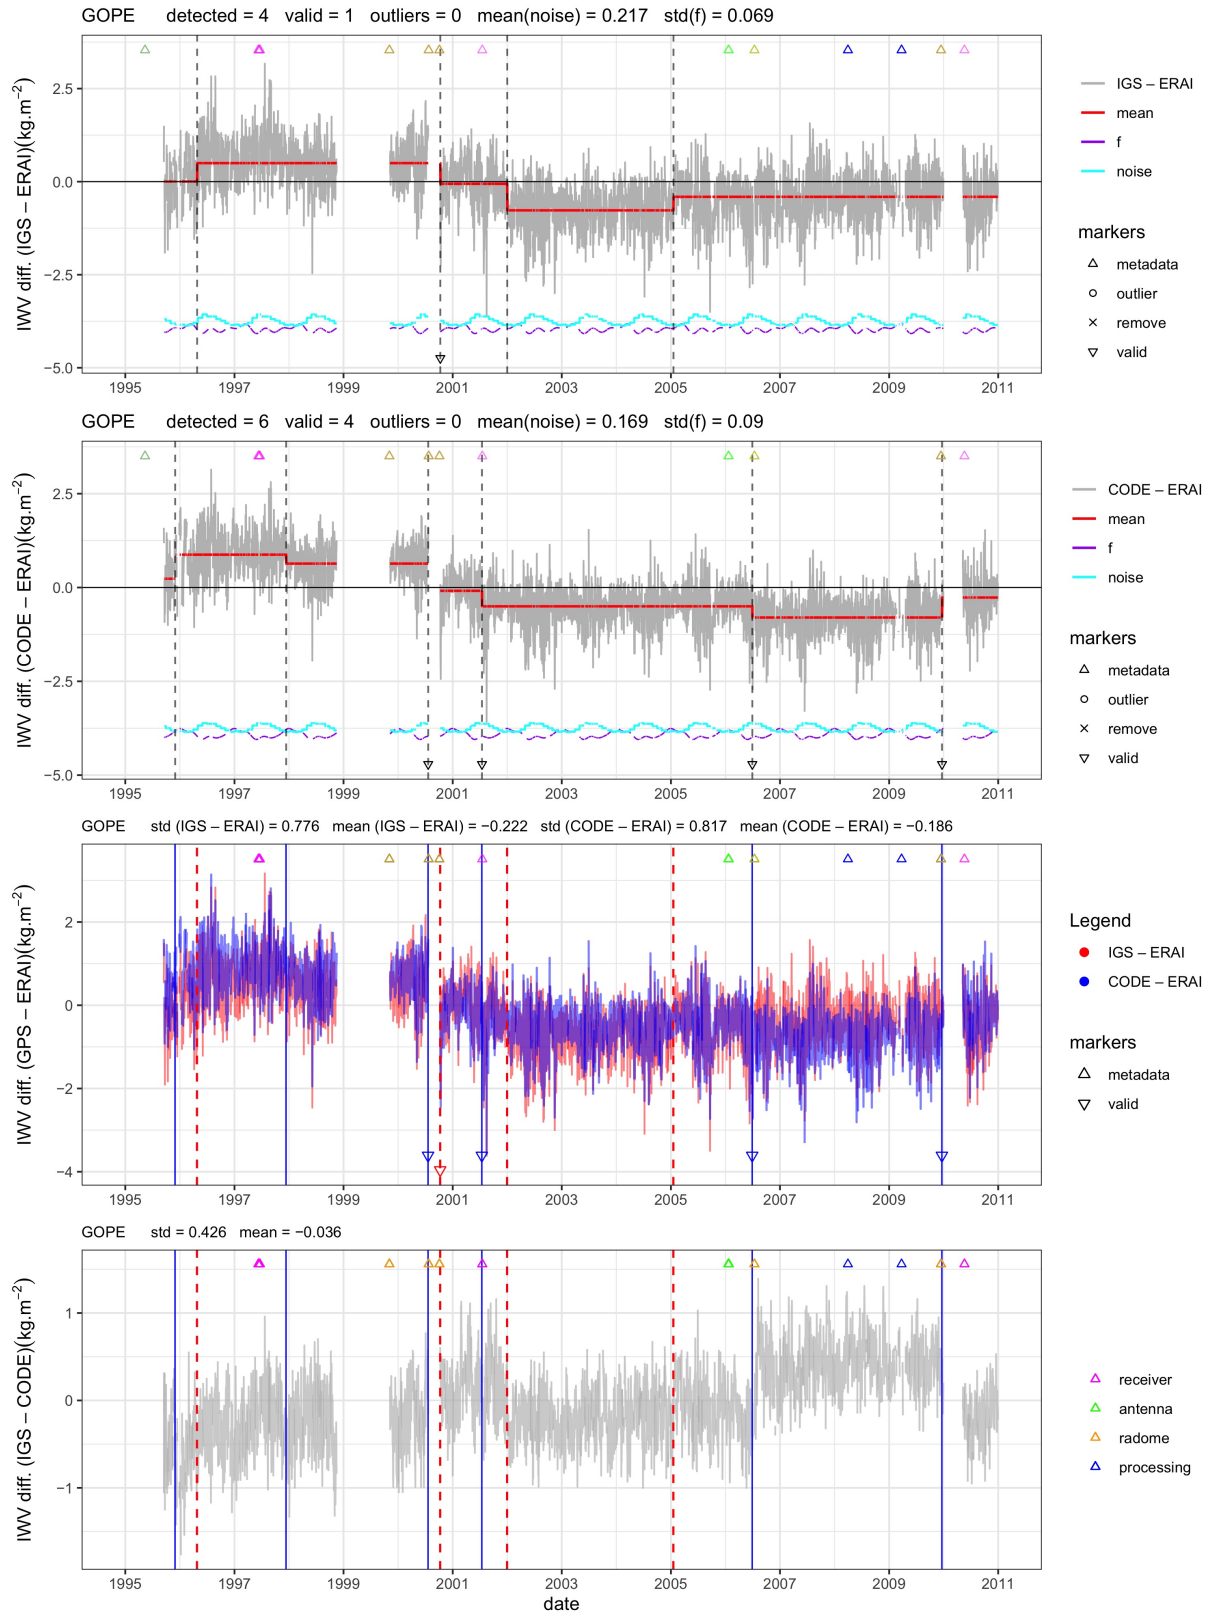 GOPE detected = 4 valid = 1 outliers = 0 mean(noise) = 0.217 std(f) = 0.069
IWV diff. (IGS – ERAI)(kg.m⁻²)
2.5
0.0
−2.5
−5.0
1995 1997 1999 2001 2003 2005 2007 2009 2011
IGS – ERAI
mean
f
noise
markers
metadata
outlier
remove
valid
GOPE detected = 6 valid = 4 outliers = 0 mean(noise) = 0.169 std(f) = 0.09
IWV diff. (CODE – ERAI)(kg.m⁻²)
2.5
0.0
−2.5
−5.0
1995 1997 1999 2001 2003 2005 2007 2009 2011
CODE – ERAI
mean
f
noise
markers
metadata
outlier
remove
valid
GOPE std (IGS – ERAI) = 0.776 mean (IGS – ERAI) = −0.222 std (CODE – ERAI) = 0.817 mean (CODE – ERAI) = −0.186
IWV diff. (GPS – ERAI)(kg.m⁻²)
2
0
−2
−4
1995 1997 1999 2001 2003 2005 2007 2009 2011
Legend
IGS – ERAI
CODE – ERAI
markers
metadata
valid
GOPE std = 0.426 mean = −0.036
IWV diff. (IGS – CODE)(kg.m⁻²)
1
0
−1
1995 1997 1999 2001 2003 2005 2007 2009 2011
date
receiver
antenna
radome
processing